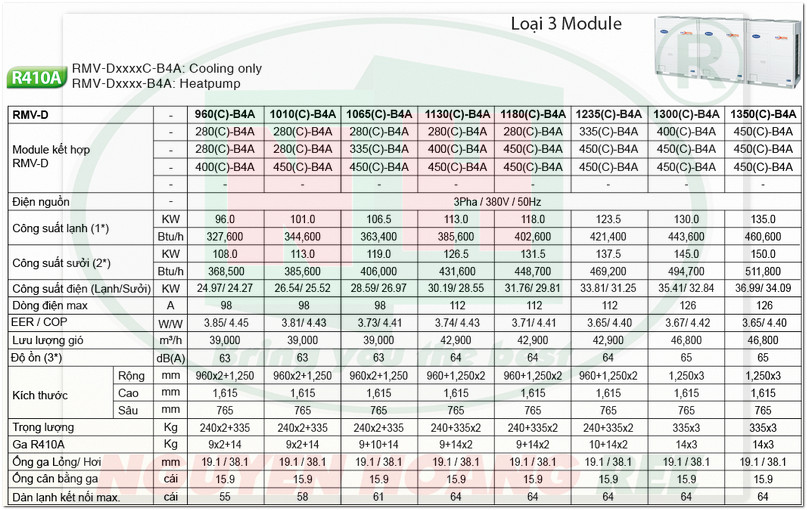 Loại 3 Module
®
R410A
RMV-DxxxxC-B4A: Cooling only
RMV-Dxxxx-B4A: Heatpump
RMV-D - 960(C)-B4A 1010(C)-B4A 1065(C)-B4A 1130(C)-B4A 1180(C)-B4A 1235(C)-B4A 1300(C)-B4A 1350(C)-B4A
Module kết hợp
RMV-D
- 280(C)-B4A 280(C)-B4A 280(C)-B4A 280(C)-B4A 280(C)-B4A 335(C)-B4A 400(C)-B4A 450(C)-B4A
- 280(C)-B4A 280(C)-B4A 335(C)-B4A 400(C)-B4A 450(C)-B4A 450(C)-B4A 450(C)-B4A 450(C)-B4A
- 400(C)-B4A 450(C)-B4A 450(C)-B4A 450(C)-B4A 450(C)-B4A 450(C)-B4A 450(C)-B4A 450(C)-B4A
- - - - - - - - -
Điện nguồn - 3Pha / 380V / 50Hz
Công suất lạnh (1*) KW 96.0 101.0 106.5 113.0 118.0 123.5 130.0 135.0
Btu/h 327,600 344,600 363,400 385,600 402,600 421,400 443,600 460,600
Công suất sưởi (2*) KW 108.0 113.0 119.0 126.5 131.5 137.5 145.0 150.0
Btu/h 368,500 385,600 406,000 431,600 448,700 469,200 494,700 511,800
Công suất điện (Lạnh/Sưởi) KW 24.97/ 24.27 26.54/ 25.52 28.59/ 26.97 30.19/ 28.55 31.76/ 29.81 33.81/ 31.25 35.41/ 32.84 36.99/ 34.09
Dòng điện max A 98 98 98 112 112 112 126 126
EER / COP W/W 3.85/ 4.45 3.81/ 4.43 3.73/ 4.41 3.74/ 4.43 3.71/ 4.41 3.65/ 4.40 3.67/ 4.42 3.65/ 4.40
Lưu lượng gió m³/h 39,000 39,000 39,000 42,900 42,900 42,900 46,800 46,800
Độ ồn (3*) dB(A) 63 63 63 64 64 64 65 65
Kích thước
Rộng mm 960x2+1,250 960x2+1,250 960x2+1,250 960+1,250x2 960+1,250x2 960+1,250x2 1,250x3 1,250x3
Cao mm 1,615 1,615 1,615 1,615 1,615 1,615 1,615 1,615
Sâu mm 765 765 765 765 765 765 765 765
Trọng lượng Kg 240x2+335 240x2+335 240x2+335 240+335x2 240+335x2 240+335x2 335x3 335x3
Ga R410A Kg 9x2+14 9x2+14 9+10+14 9+14x2 9+14x2 10+14x2 14x3 14x3
Ống ga Lỏng/ Hơi mm 19.1 / 38.1 19.1 / 38.1 19.1 / 38.1 19.1 / 38.1 19.1 / 38.1 19.1 / 38.1 19.1 / 38.1 19.1 / 38.1
Ống cân bằng ga cái 15.9 15.9 15.9 15.9 15.9 15.9 15.9 15.9
Dàn lạnh kết nối max. cái 55 58 61 64 64 64 64 64
bring you the best
NGUYEN HOANG REE